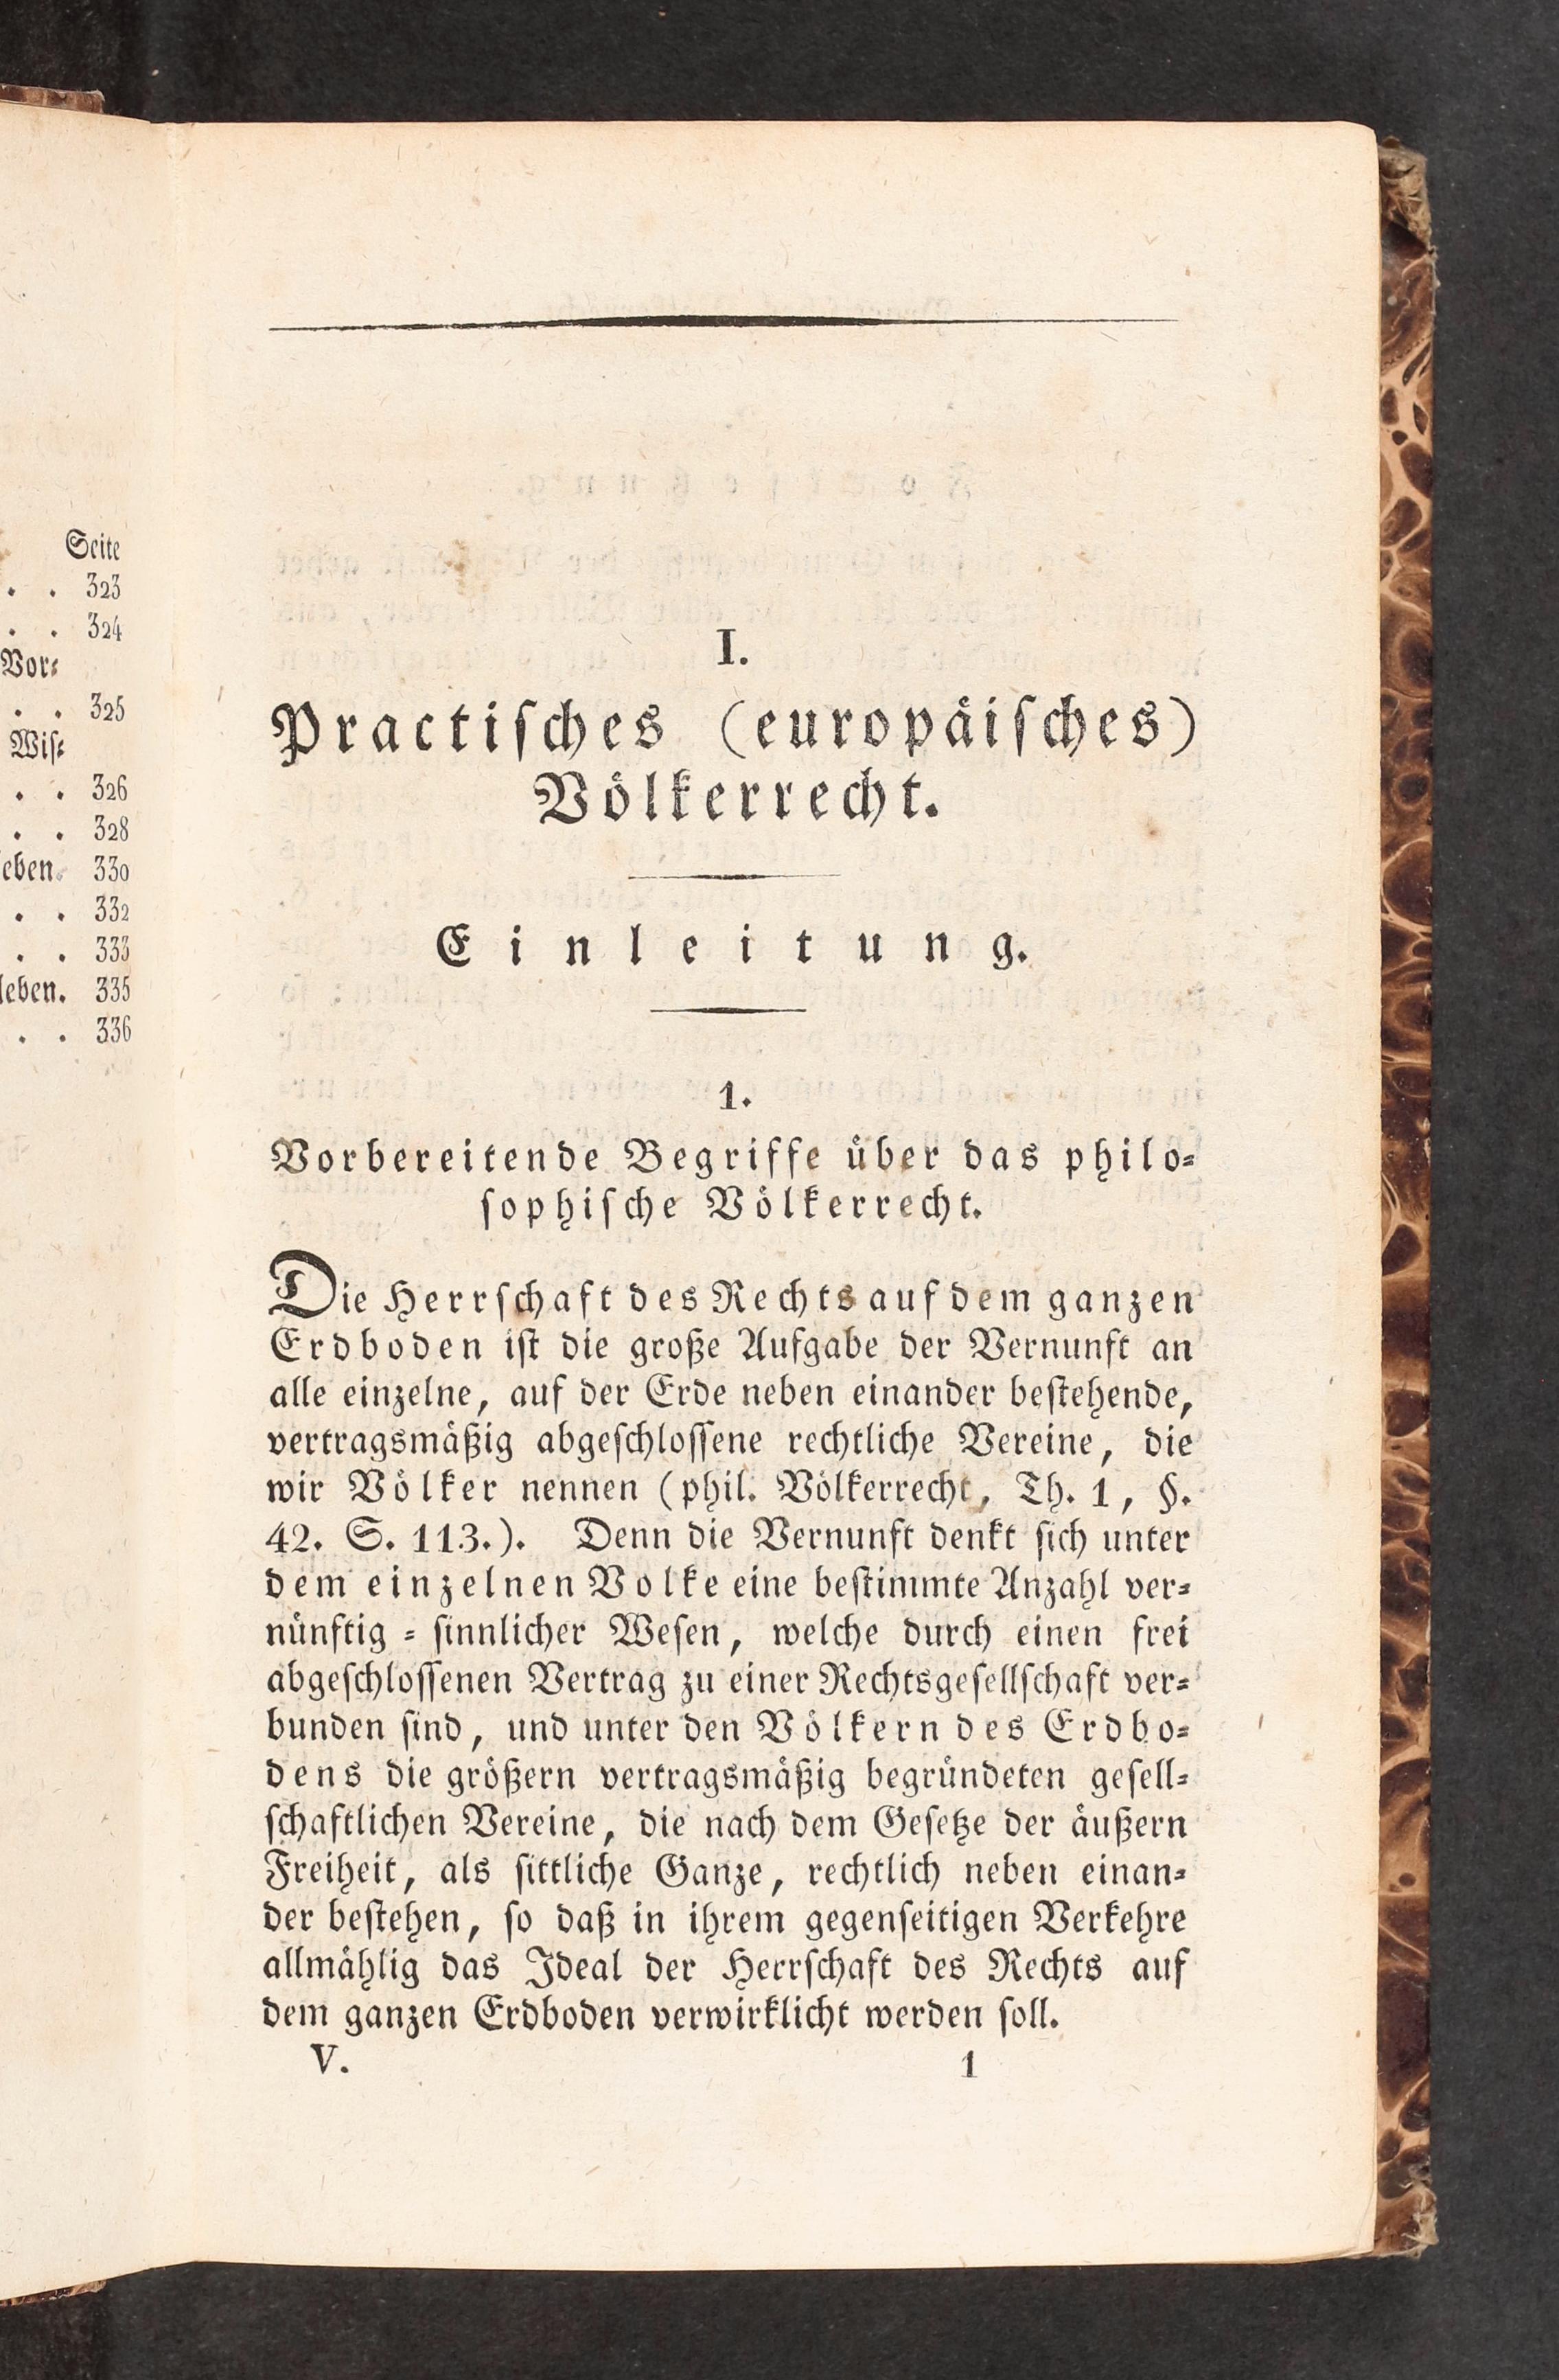 Seite
. . 323
. . 324
Vor⸗
. . 325
Wiſ⸗
. . 326
. . 328
eben. 330
. . 332
. . 333
leben. 335
. . 336
I.
Practiſches (europäiſches)
Völkerrecht.
Einleitung.
1.
Vorbereitende Begriffe über das philo⸗
ſophiſche Völkerrecht.
Die Herrſchaft des Rechts auf dem ganzen
Erdboden iſt die große Aufgabe der Vernunft an
alle einzelne, auf der Erde neben einander beſtehende,
vertragsmäßig abgeſchloſſene rechtliche Vereine, die
wir Völker nennen (phil. Völkerrecht, Th. 1, §.
42. S. 113.). Denn die Vernunft denkt ſich unter
dem einzelnen Volke eine beſtimmte Anzahl ver⸗
nünftig⸗ſinnlicher Weſen, welche durch einen frei
abgeſchloſſenen Vertrag zu einer Rechtsgeſellſchaft ver⸗
bunden ſind, und unter den Völkern des Erdbo⸗
dens die größern vertragsmäßig begründeten geſell⸗
ſchaftlichen Vereine, die nach dem Geſetze der äußern
Freiheit, als ſittliche Ganze, rechtlich neben einan⸗
der beſtehen, ſo daß in ihrem gegenſeitigen Verkehre
allmählig das Ideal der Herrſchaft des Rechts auf
dem ganzen Erdboden verwirklicht werden ſoll.
V. 1